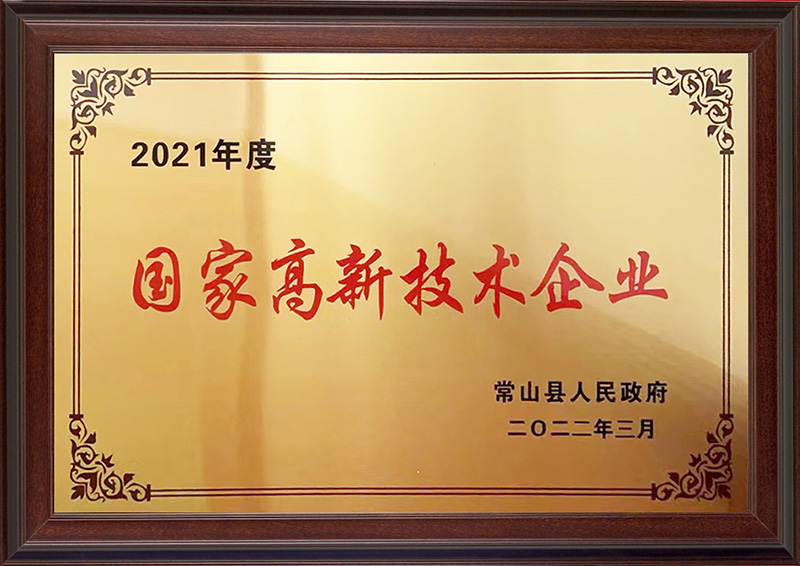 2021年度
国家高新技术企业
常山县人民政府
二〇二二年三月